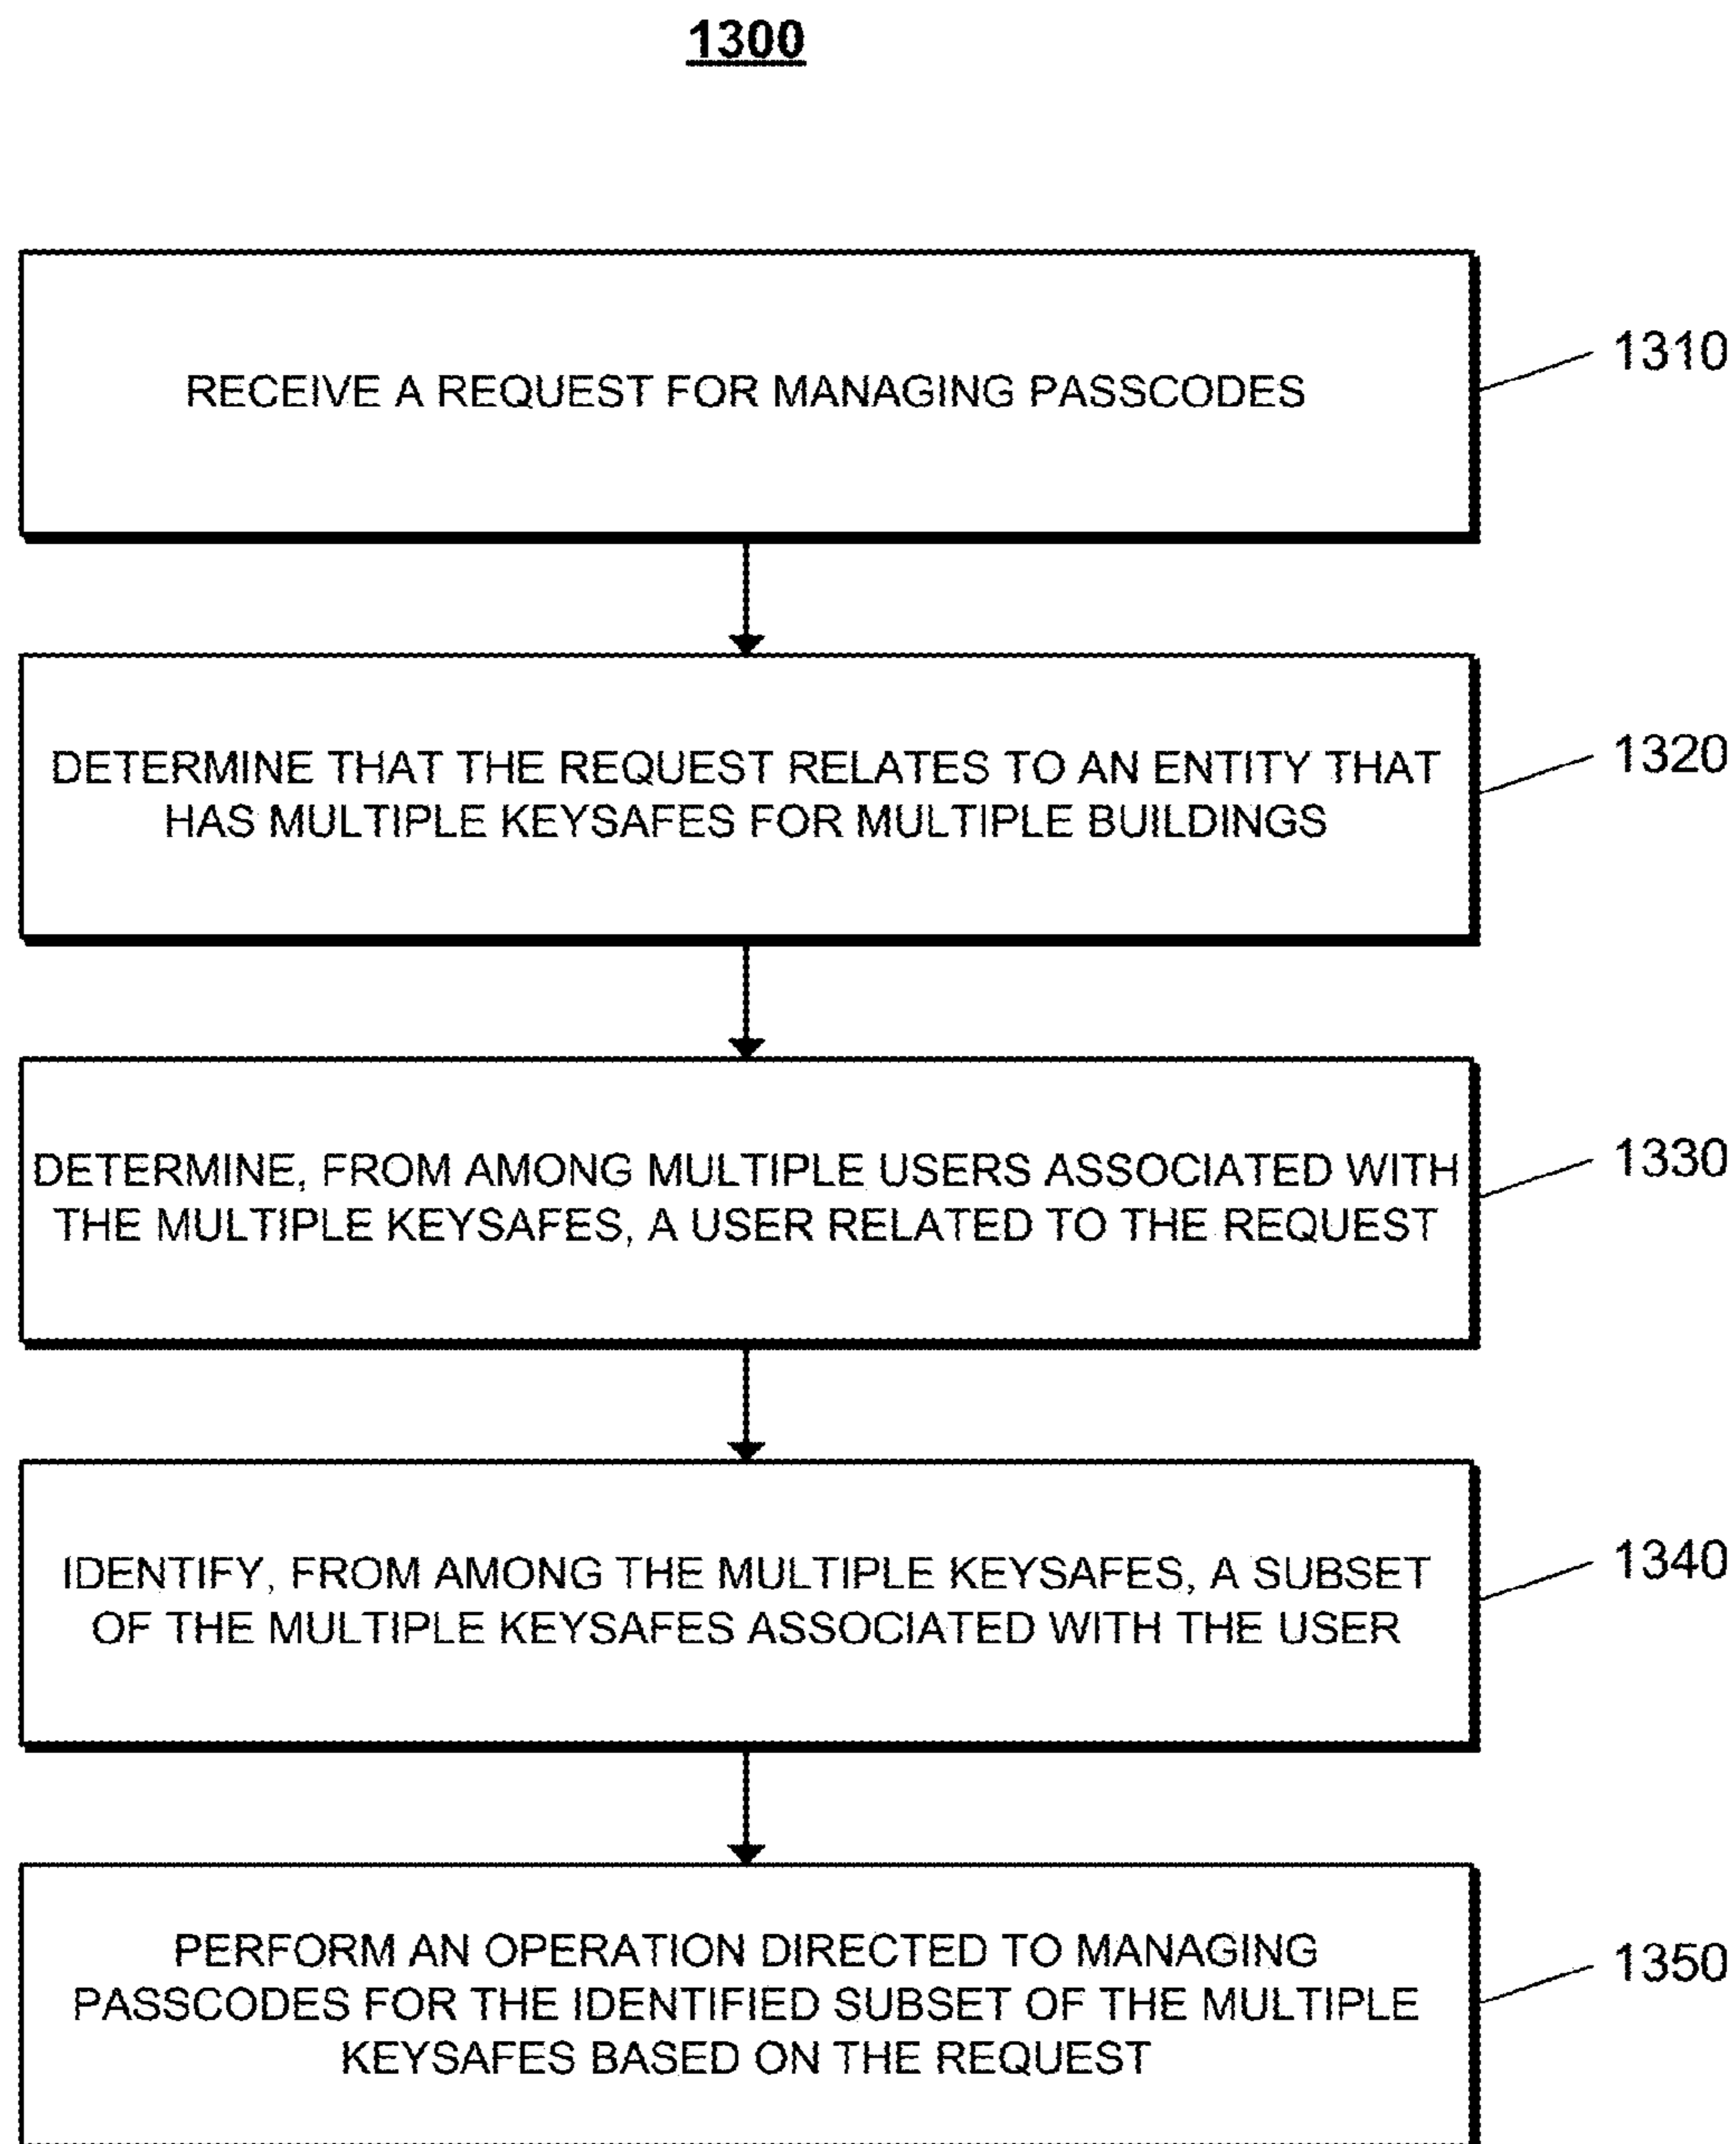 1300
RECEIVE A REQUEST FOR MANAGING PASSCODES
1310
DETERMINE THAT THE REQUEST RELATES TO AN ENTITY THAT
HAS MULTIPLE KEYSAFES FOR MULTIPLE BUILDINGS
1320
DETERMINE, FROM AMONG MULTIPLE USERS ASSOCIATED WITH
THE MULTIPLE KEYSAFES, A USER RELATED TO THE REQUEST
1330
IDENTIFY, FROM AMONG THE MULTIPLE KEYSAFES, A SUBSET
OF THE MULTIPLE KEYSAFES ASSOCIATED WITH THE USER
1340
PERFORM AN OPERATION DIRECTED TO MANAGING
PASSCODES FOR THE IDENTIFIED SUBSET OF THE MULTIPLE
KEYSAFES BASED ON THE REQUEST
1350